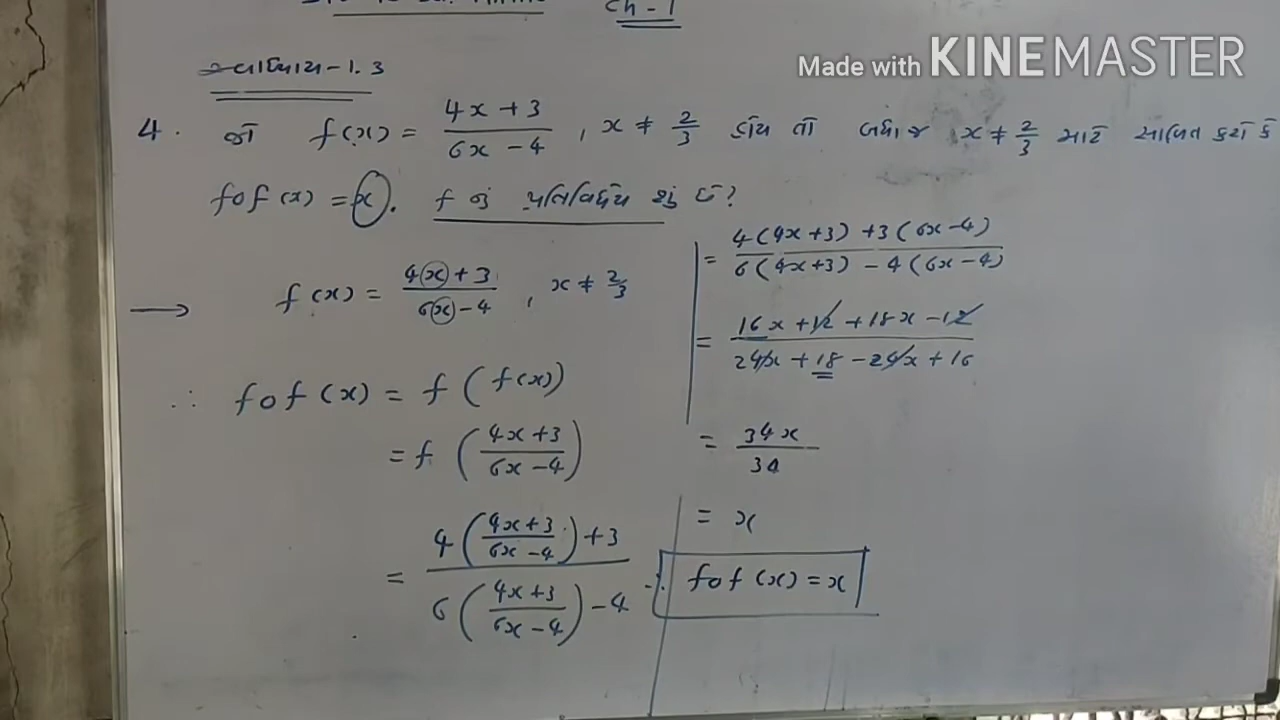 Ch - 1
Made with KINEMASTER
સ્વાધ્યાય - 1.3
4. જો f(x) = (4x + 3)/(6x - 4), x ≠ 2/3 હોય તો બધા જ x ≠ 2/3 માટે સાબિત કરો કે
fof(x) = x. f નું પ્રતિવિધેય શું છે?
→ f(x) = (4(x) + 3)/(6(x) - 4), x ≠ 2/3
∴ fof(x) = f(f(x))
= f((4x + 3)/(6x - 4))
= (4((4x + 3)/(6x - 4)) + 3)/(6((4x + 3)/(6x - 4)) - 4)
= (4(4x + 3) + 3(6x - 4))/(6(4x + 3) - 4(6x - 4))
= (16x + 12 + 18x - 12)/(24x + 18 - 24x + 16)
= 34x/34
= x
∴ fof(x) = x